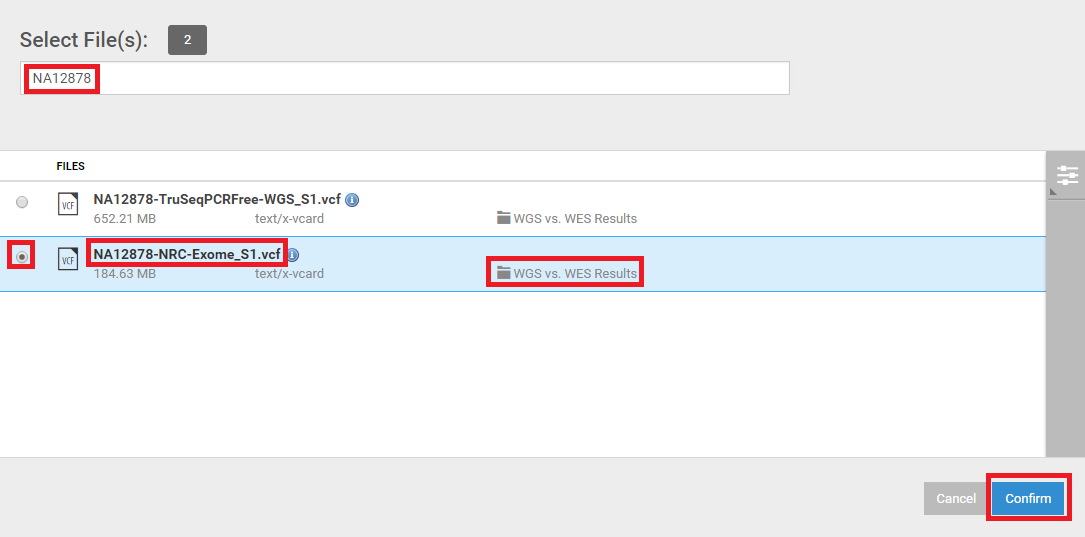 Select File(s): 2
NA12878
FILES
VCF NA12878-TruSeqPCRFree-WGS_S1.vcf i
652.21 MB text/x-vcard WGS vs. WES Results
VCF NA12878-NRC-Exome_S1.vcf i
184.63 MB text/x-vcard WGS vs. WES Results
Cancel Confirm